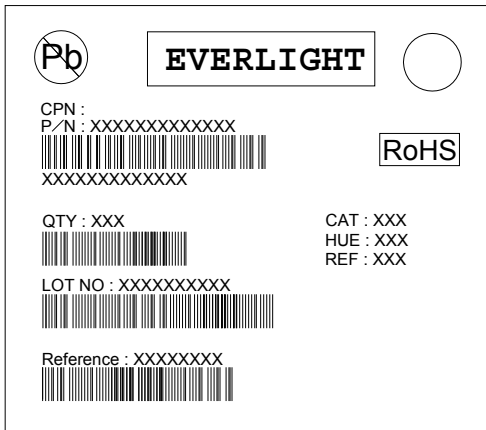 Pb
EVERLIGHT
CPN :
P/N : XXXXXXXXXXXXX
RoHS
XXXXXXXXXXXXX
QTY : XXX
CAT : XXX
HUE : XXX
REF : XXX
LOT NO : XXXXXXXXXX
Reference : XXXXXXXX